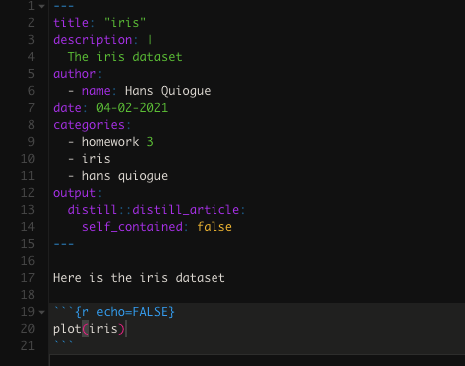 1 ---
2 title: "iris"
3 description: |
4   The iris dataset
5 author:
6   - name: Hans Quiogue
7 date: 04-02-2021
8 categories:
9   - homework 3
10   - iris
11   - hans quiogue
12 output:
13   distill::distill_article:
14     self_contained: false
15 ---
16
17 Here is the iris dataset
18
19 ```{r echo=FALSE}
20 plot(iris)
21 ```